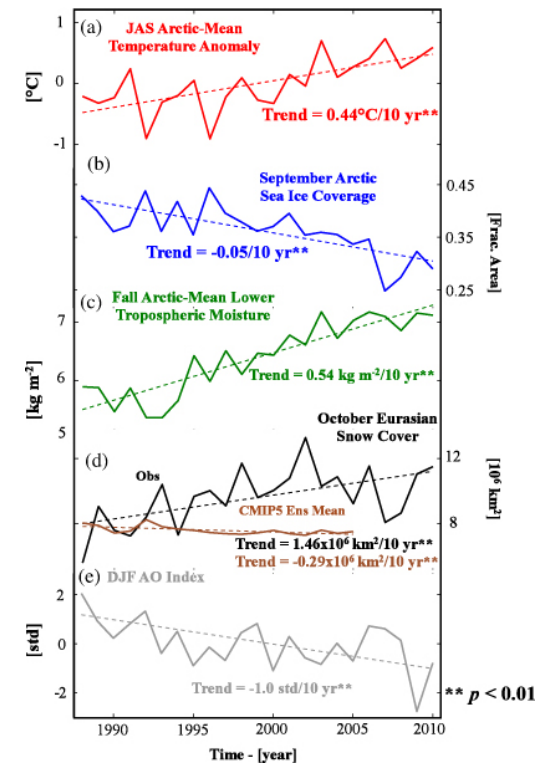 (a)
JAS Arctic-Mean
Temperature Anomaly
1
0
-1
[°C]
Trend = 0.44°C/10 yr**
(b)
September Arctic
Sea Ice Coverage
0.45
0.35
0.25
[Frac. Area]
Trend = -0.05/10 yr**
(c)
Fall Arctic-Mean Lower
Tropospheric Moisture
7
6
5
[kg m-2]
Trend = 0.54 kg m-2/10 yr**
October Eurasian
Snow Cover
(d)
Obs
12
8
[10⁶ km²]
CMIP5 Ens Mean
Trend = 1.46x10⁶ km²/10 yr**
Trend = -0.29x10⁶ km²/10 yr**
(e)
DJF AO Index
2
0
-2
[std]
Trend = -1.0 std/10 yr**
** p < 0.01
1990 1995 2000 2005 2010
Time - [year]